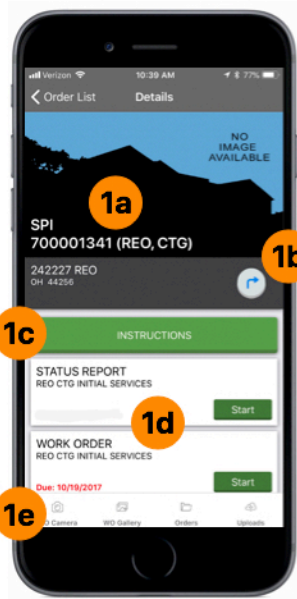 Verizon 10:39 AM 77%
Order List Details
NO
IMAGE
AVAILABLE
1a
SPI
700001341 (REO, CTG)
1b
242227 REO
OH 44256
1c
INSTRUCTIONS
STATUS REPORT
REO CTG INITIAL SERVICES
1d
Start
WORK ORDER
REO CTG INITIAL SERVICES
Due: 10/19/2017
Start
1e
Camera WO Gallery Orders Uploads